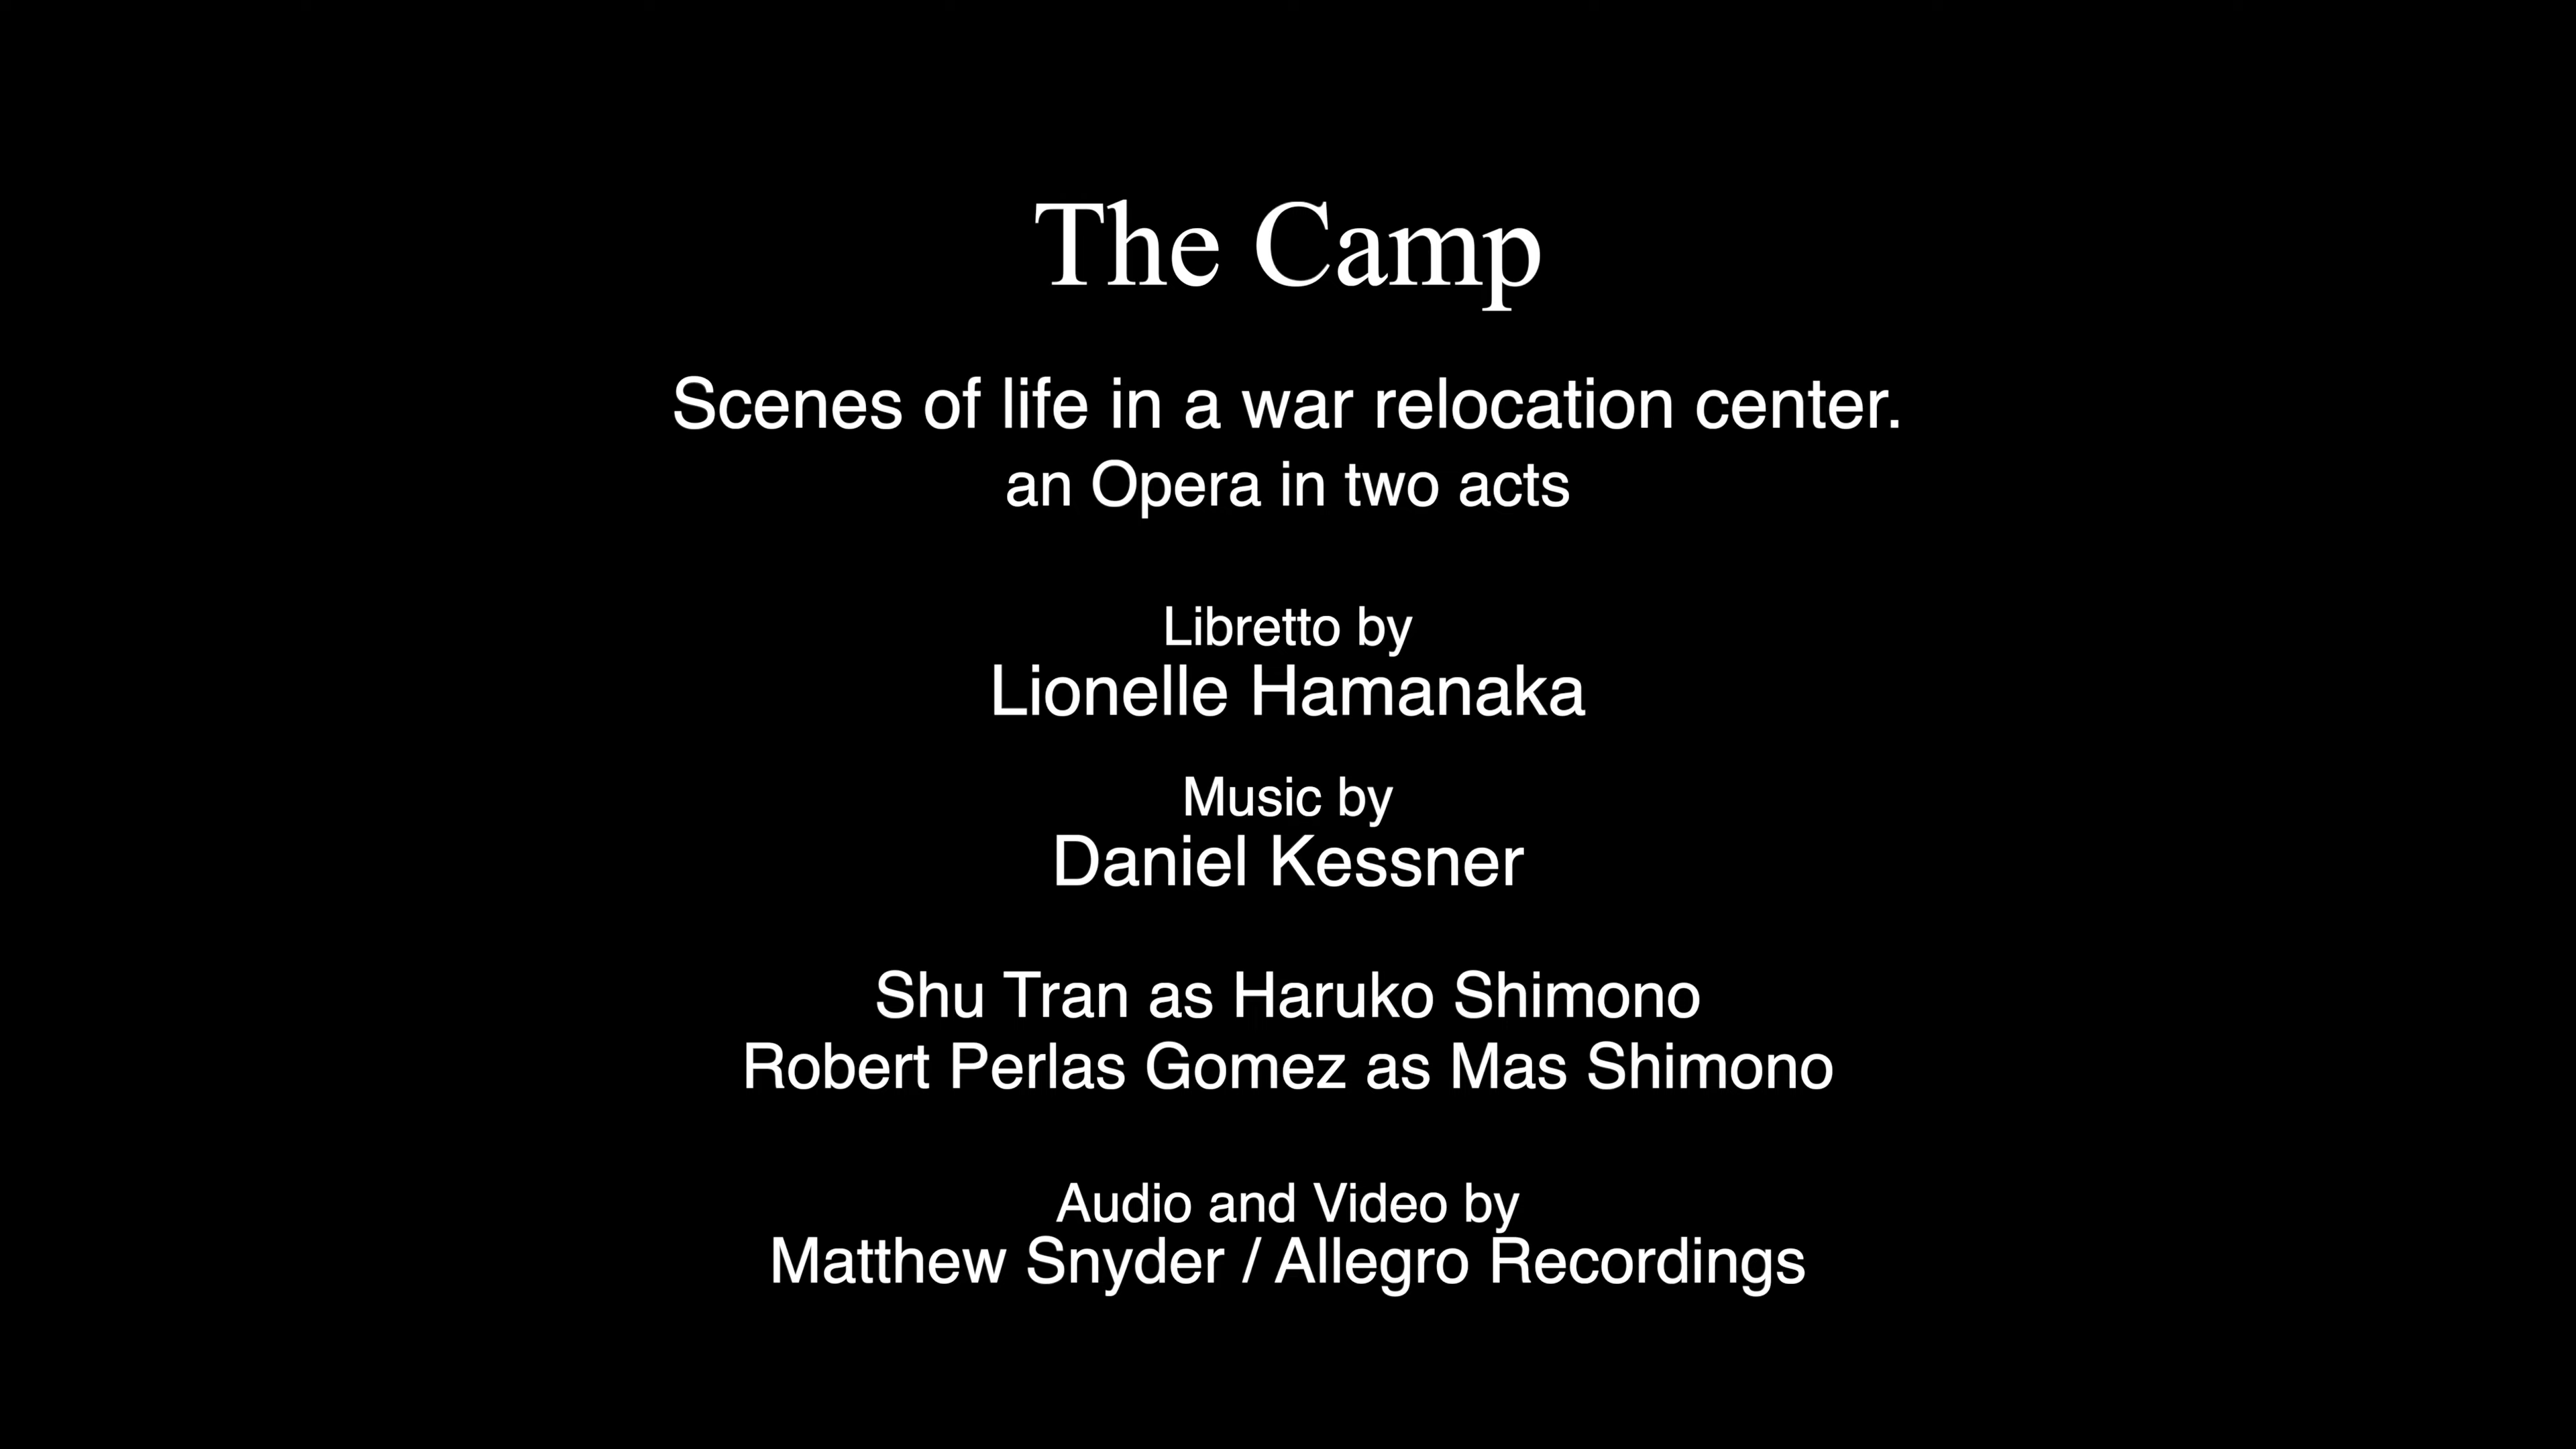 The Camp
Scenes of life in a war relocation center.
an Opera in two acts
Libretto by
Lionelle Hamanaka
Music by
Daniel Kessner
Shu Tran as Haruko Shimono
Robert Perlas Gomez as Mas Shimono
Audio and Video by
Matthew Snyder / Allegro Recordings